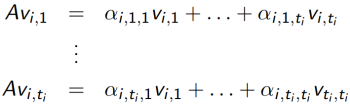 Av_{i,1} = α_{i,1,1}v_{i,1} + … + α_{i,1,t_i}v_{i,t_i}
⋮
Av_{i,t_i} = α_{i,t_i,1}v_{i,1} + … + α_{i,t_i,t_i}v_{t_i,t_i}